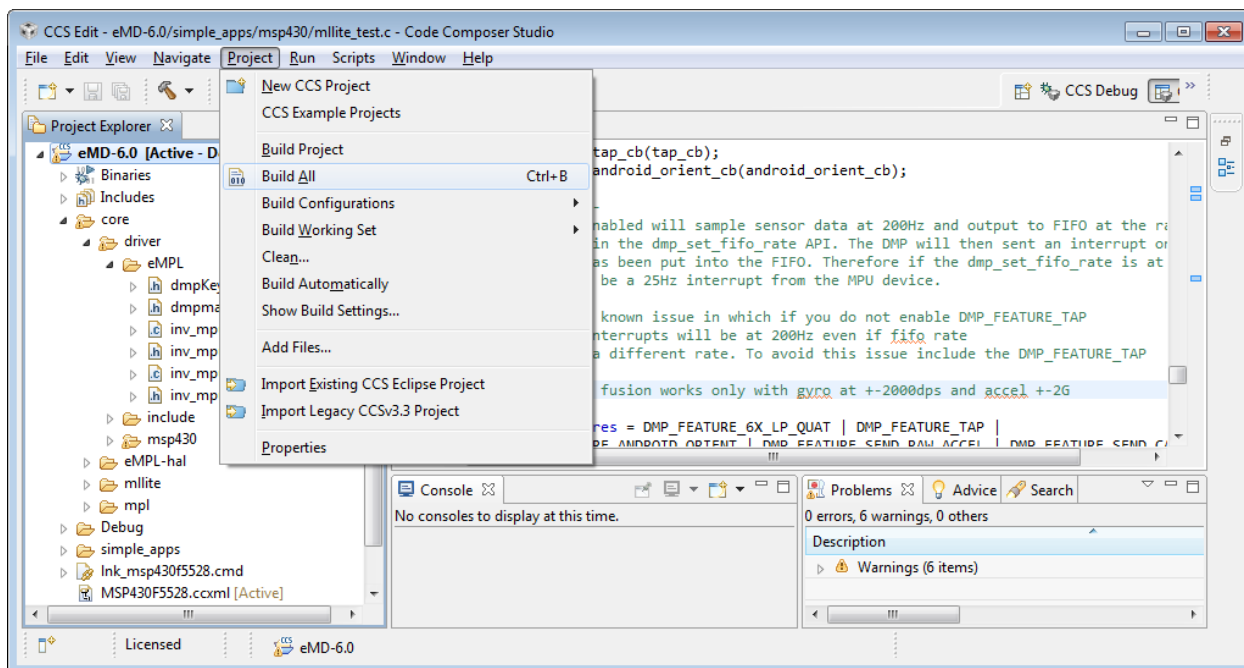 CCS Edit - eMD-6.0/simple_apps/msp430/mllite_test.c - Code Composer Studio
File Edit View Navigate Project Run Scripts Window Help
CCS Debug
Project Explorer
eMD-6.0 [Active - D
Binaries
Includes
core
driver
eMPL
dmpKe
dmpma
inv_mp
inv_mp
inv_mp
inv_mp
include
msp430
eMPL-hal
mllite
mpl
Debug
simple_apps
lnk_msp430f5528.cmd
MSP430F5528.ccxml [Active]
New CCS Project
CCS Example Projects
Build Project
Build All Ctrl+B
Build Configurations
Build Working Set
Clean...
Build Automatically
Show Build Settings...
Add Files...
Import Existing CCS Eclipse Project
Import Legacy CCSv3.3 Project
Properties
tap_cb(tap_cb);
android_orient_cb(android_orient_cb);
nabled will sample sensor data at 200Hz and output to FIFO at the ra
in the dmp_set_fifo_rate API. The DMP will then sent an interrupt on
as been put into the FIFO. Therefore if the dmp_set_fifo_rate is at
be a 25Hz interrupt from the MPU device.
known issue in which if you do not enable DMP_FEATURE_TAP
nterrupts will be at 200Hz even if fifo rate
a different rate. To avoid this issue include the DMP_FEATURE_TAP
fusion works only with gyro at +-2000dps and accel +-2G
res = DMP_FEATURE_6X_LP_QUAT | DMP_FEATURE_TAP |
RE_ANDROID_ORIENT | DMP_FEATURE_SEND_RAW_ACCEL | DMP_FEATURE_SEND_CA
Console
No consoles to display at this time.
Problems Advice Search
0 errors, 6 warnings, 0 others
Description
Warnings (6 items)
Licensed
eMD-6.0